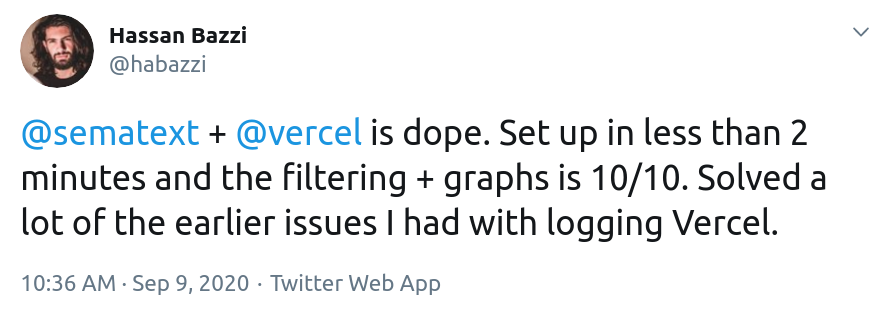 Hassan Bazzi
@habazzi
@sematext + @vercel is dope. Set up in less than 2
minutes and the filtering + graphs is 10/10. Solved a
lot of the earlier issues I had with logging Vercel.
10:36 AM · Sep 9, 2020 · Twitter Web App